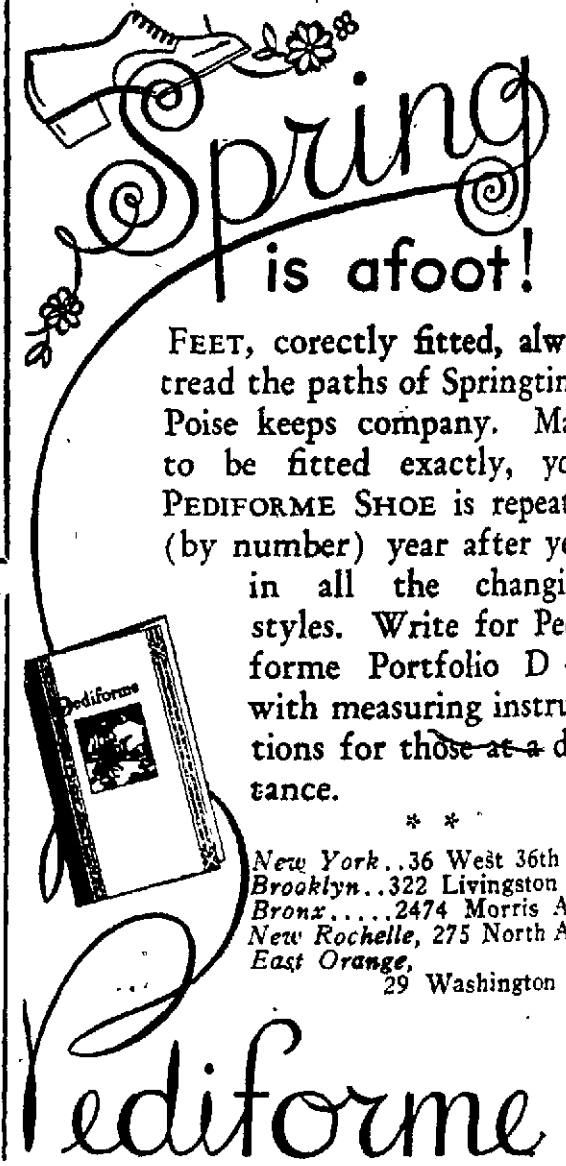 Spring
is afoot!
FEET, corectly fitted, alw
tread the paths of Springtin
Poise keeps company. Ma
to be fitted exactly, yo
PEDIFORME SHOE is repeat
(by number) year after ye
in all the changi
styles. Write for Pe
forme Portfolio D
with measuring instru
tions for those at a d
tance.
* *
New York..36 West 36th
Brooklyn..322 Livingston
Bronx.....2474 Morris A
New Rochelle, 275 North A
East Orange,
29 Washington
Pediforme
Pediforme